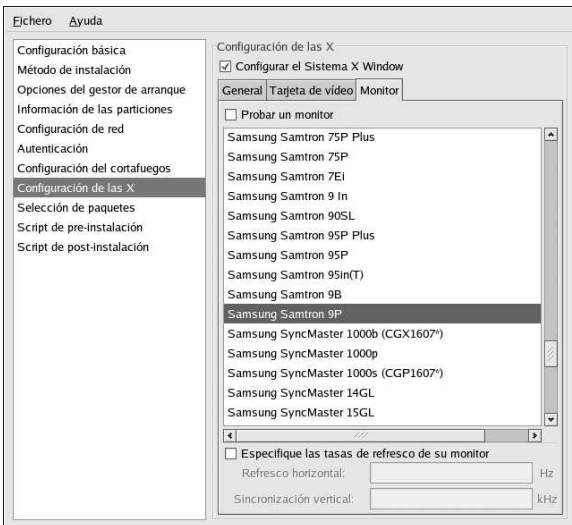 Fichero Ayuda
Configuración básica
Método de instalación
Opciones del gestor de arranque
Información de las particiones
Configuración de red
Autenticación
Configuración del cortafuegos
Configuración de las X
Selección de paquetes
Script de pre-instalación
Script de post-instalación
Configuración de las X
Configurar el Sistema X Window
General Tarjeta de vídeo Monitor
Probar un monitor
Samsung Samtron 75P Plus
Samsung Samtron 75P
Samsung Samtron 7Ei
Samsung Samtron 9 In
Samsung Samtron 90SL
Samsung Samtron 95P Plus
Samsung Samtron 95P
Samsung Samtron 95in(T)
Samsung Samtron 9B
Samsung Samtron 9P
Samsung SyncMaster 1000b (CGX1607*)
Samsung SyncMaster 1000p
Samsung SyncMaster 1000s (CGP1607*)
Samsung SyncMaster 14GL
Samsung SyncMaster 15GL
Especifique las tasas de refresco de su monitor
Refresco horizontal: Hz
Sincronización vertical: kHz